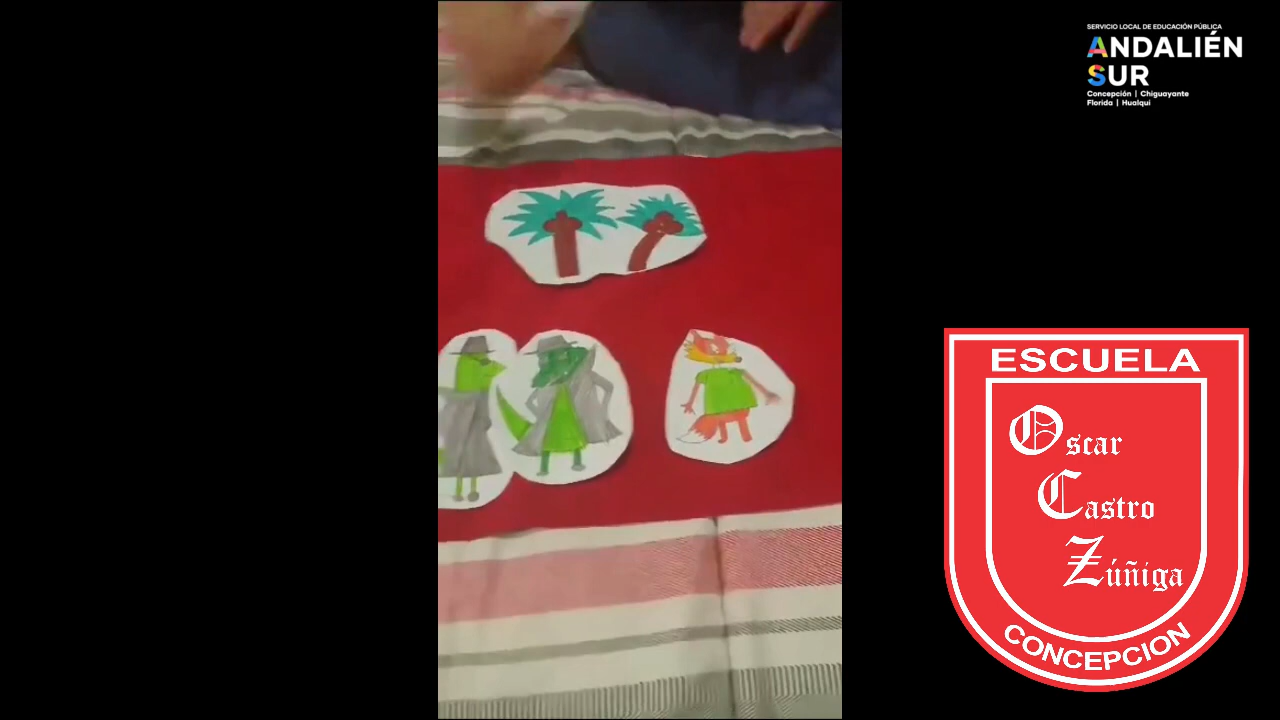 SERVICIO LOCAL DE EDUCACIÓN PÚBLICA
ANDALIÉN
SUR
Concepción | Chiguayante
Florida | Hualqui
ESCUELA
Oscar
Castro
Zúñiga
CONCEPCION